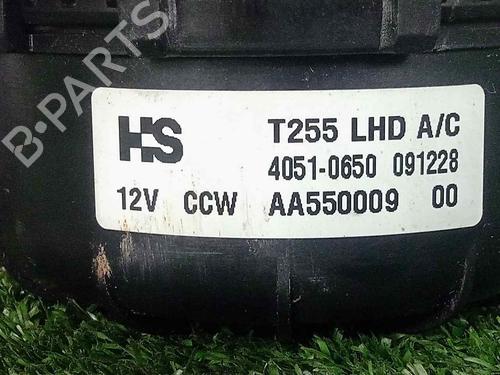 B-PARTS
HS T255 LHD A/C
4051-0650 091228
12V CCW AA550009 00